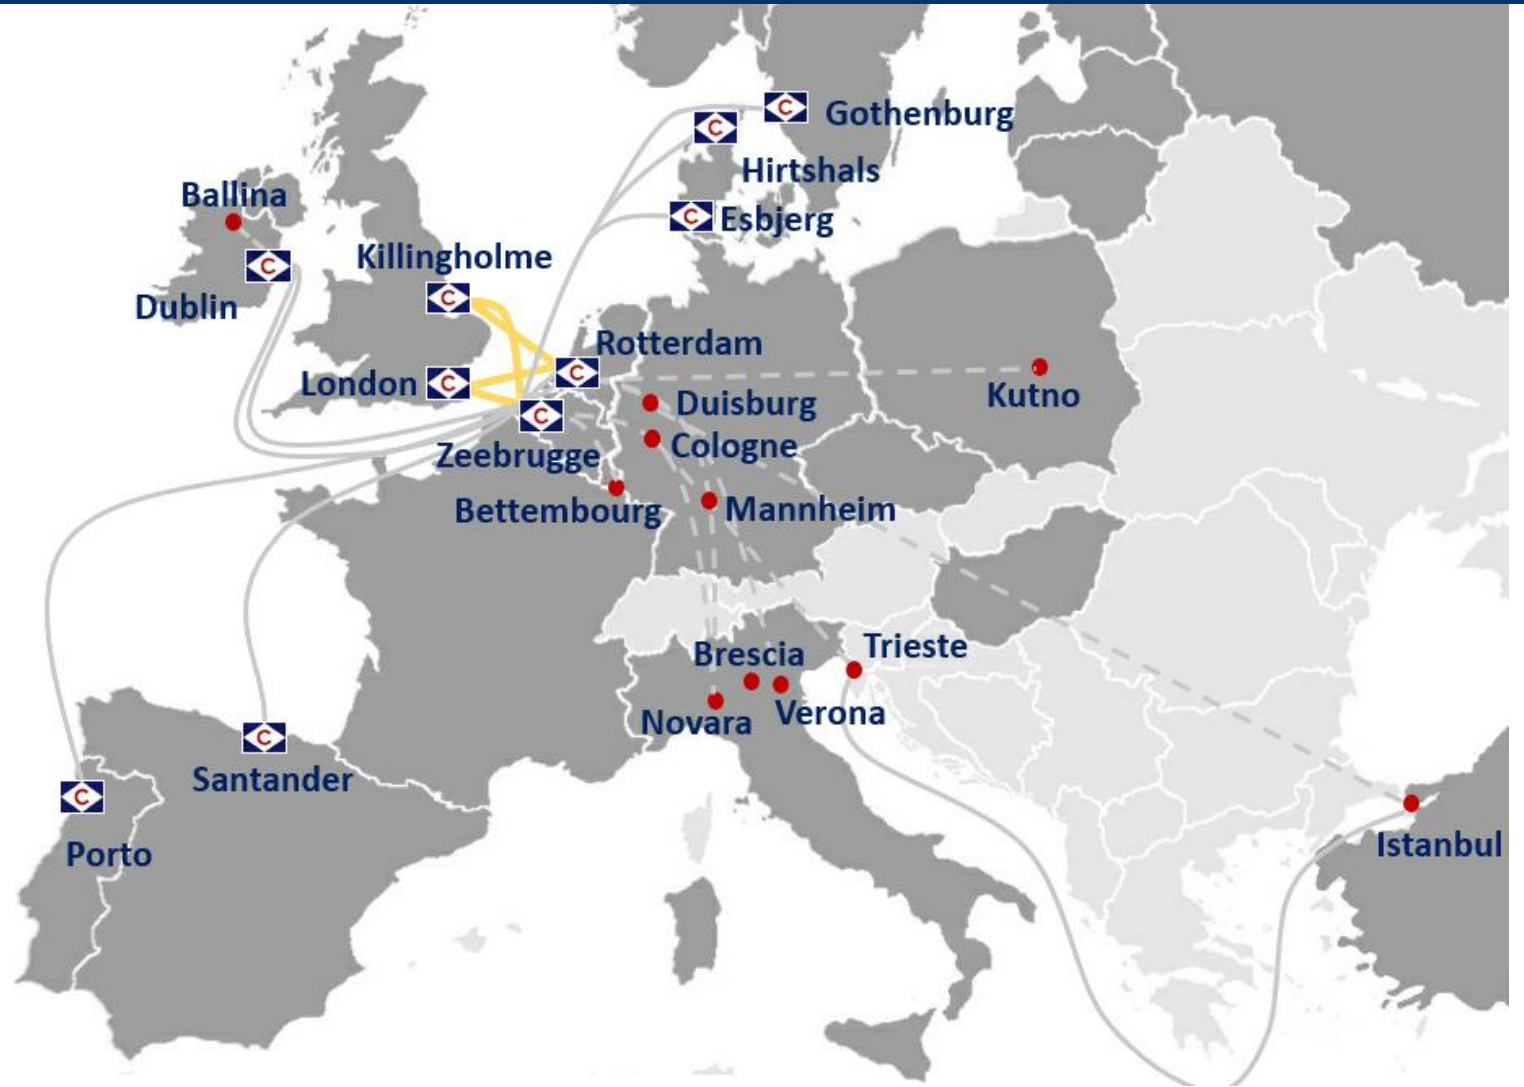 C
Gothenburg
C
Hirtshals
Ballina
C
Esbjerg
Killingholme
C
Dublin
C
Rotterdam
C
London
C
Kutno
Duisburg
C
Cologne
Zeebrugge
Bettembourg
Mannheim
Trieste
Brescia
Novara
Verona
C
Santander
C
Porto
Istanbul